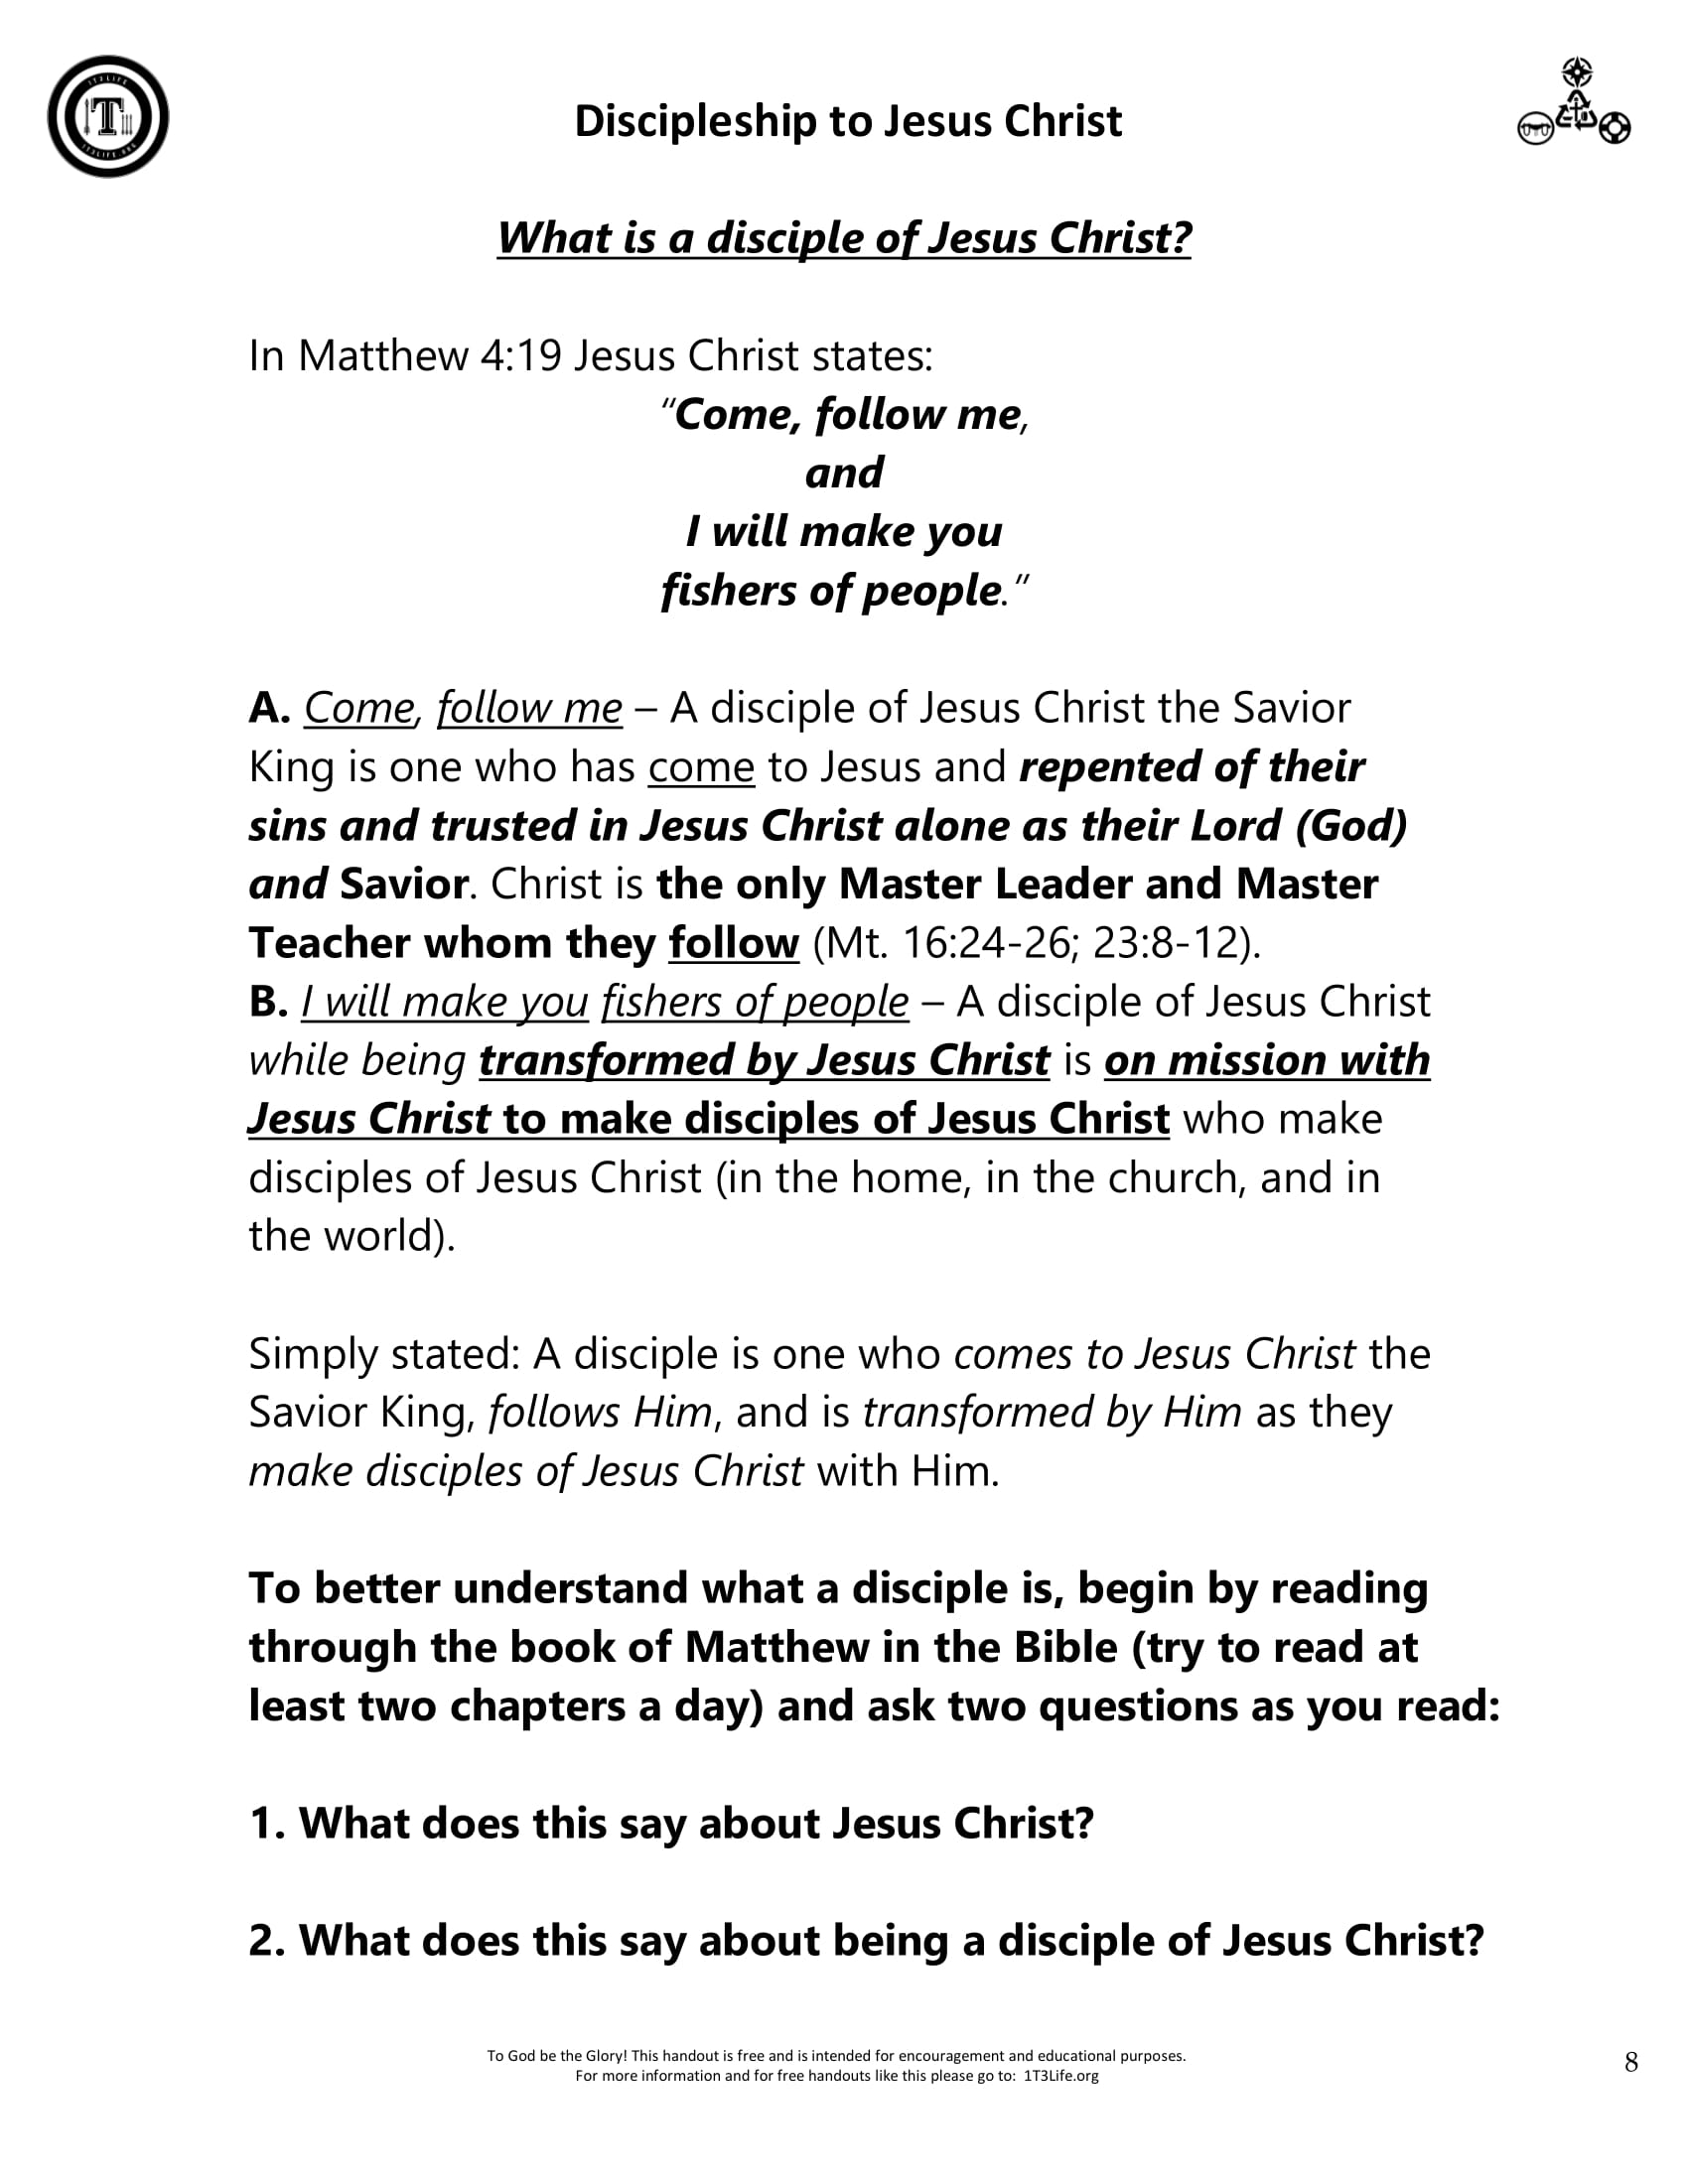 1T3LIFE
T
1T3LIFE.ORG
Discipleship to Jesus Christ
What is a disciple of Jesus Christ?
In Matthew 4:19 Jesus Christ states:
“Come, follow me,
and
I will make you
fishers of people.”
A. Come, follow me – A disciple of Jesus Christ the Savior
King is one who has come to Jesus and repented of their
sins and trusted in Jesus Christ alone as their Lord (God)
and Savior. Christ is the only Master Leader and Master
Teacher whom they follow (Mt. 16:24-26; 23:8-12).
B. I will make you fishers of people – A disciple of Jesus Christ
while being transformed by Jesus Christ is on mission with
Jesus Christ to make disciples of Jesus Christ who make
disciples of Jesus Christ (in the home, in the church, and in
the world).
Simply stated: A disciple is one who comes to Jesus Christ the
Savior King, follows Him, and is transformed by Him as they
make disciples of Jesus Christ with Him.
To better understand what a disciple is, begin by reading
through the book of Matthew in the Bible (try to read at
least two chapters a day) and ask two questions as you read:
1. What does this say about Jesus Christ?
2. What does this say about being a disciple of Jesus Christ?
To God be the Glory! This handout is free and is intended for encouragement and educational purposes.
For more information and for free handouts like this please go to: 1T3Life.org
8